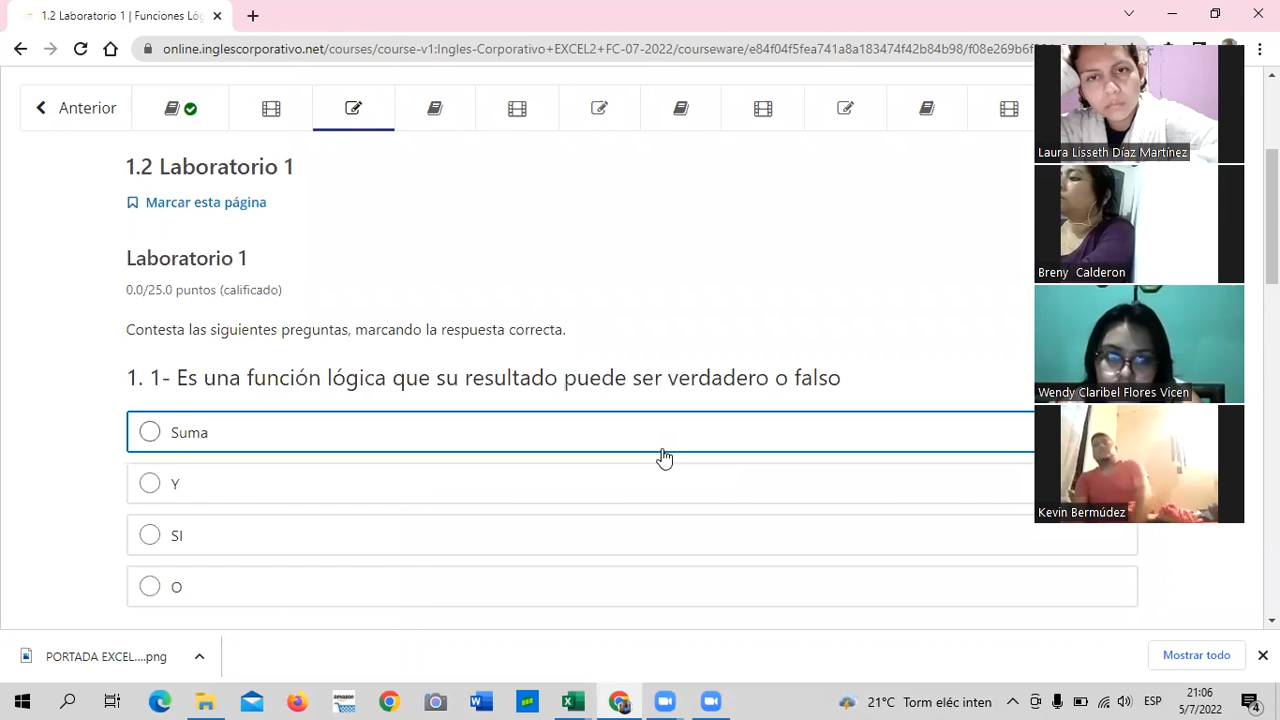 1.2 Laboratorio 1 | Funciones Lóg
online.inglescorporativo.net/courses/course-v1:Ingles-Corporativo+EXCEL2+FC-07-2022/courseware/e84f04f5fea741a8a183474f42b84b98/f08e269b6f
Anterior
1.2 Laboratorio 1
Marcar esta página
Laboratorio 1
0.0/25.0 puntos (calificado)
Contesta las siguientes preguntas, marcando la respuesta correcta.
1. 1- Es una función lógica que su resultado puede ser verdadero o falso
Suma
Y
SI
O
Laura Lisseth Diaz Martínez
Breny Calderon
Wendy Claribel Flores Vicen
Kevin Bermúdez
PORTADA EXCEL....png
Mostrar todo
amazon
21°C Torm eléc inten
ESP
21:06
5/7/2022
4